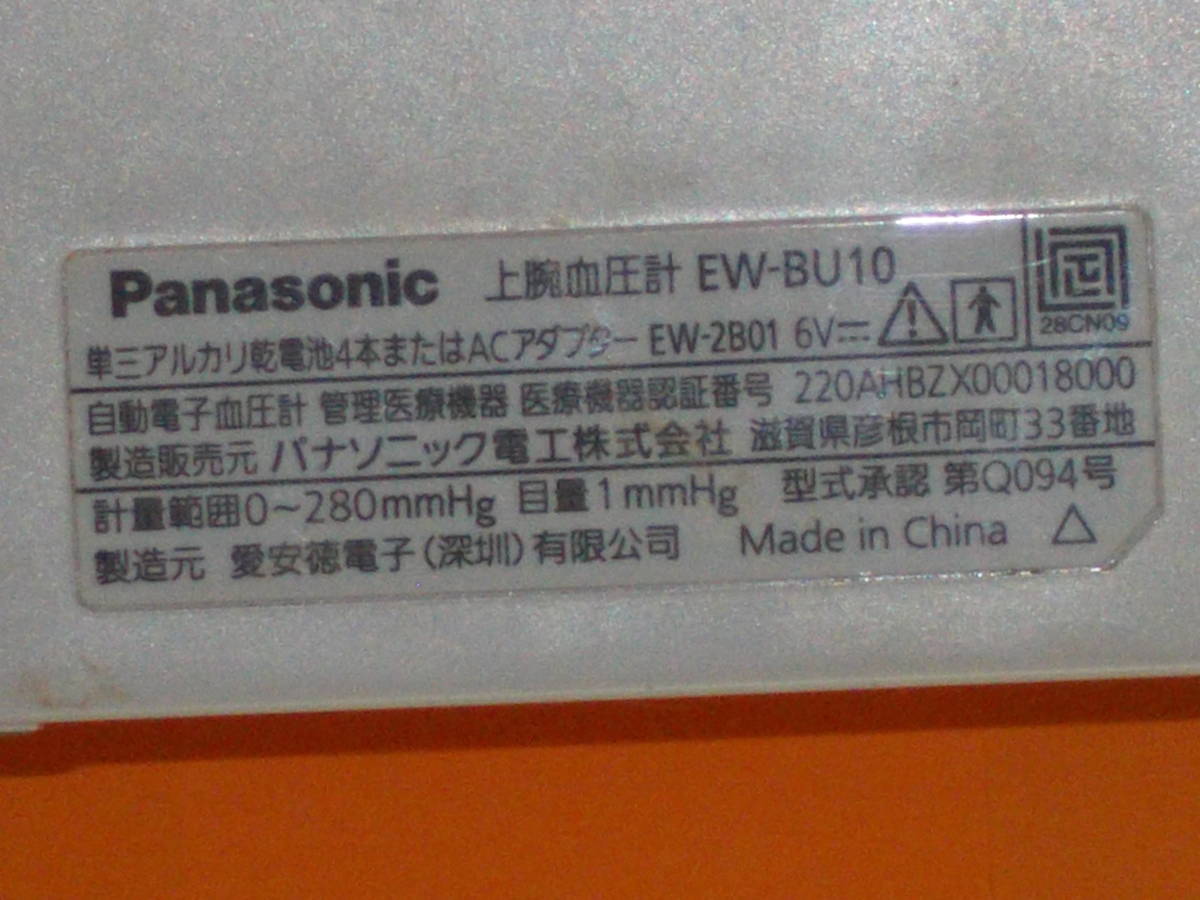 Panasonic 上腕血圧計 EW-BU10
単三アルカリ乾電池4本またはACアダプター EW-2B01 6V
正
28CN09
自動電子血圧計 管理医療機器 医療機器認証番号 220AHBZX00018000
製造販売元 パナソニック電工株式会社 滋賀県彦根市岡町33番地
計量範囲0~280mmHg 目量1mmHg 型式承認 第Q094号
製造元 愛安徳電子(深圳)有限公司 Made in China